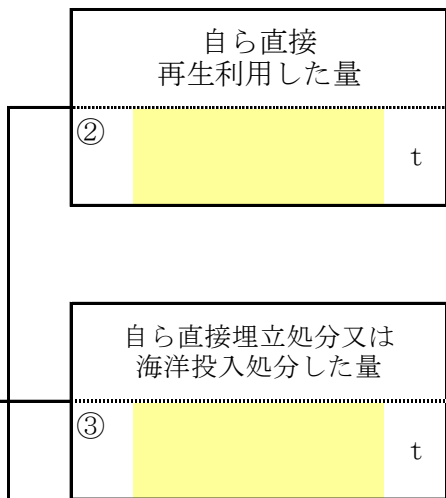 自ら直接
再生利用した量
②
t
自ら直接埋立処分又は
海洋投入処分した量
③
t